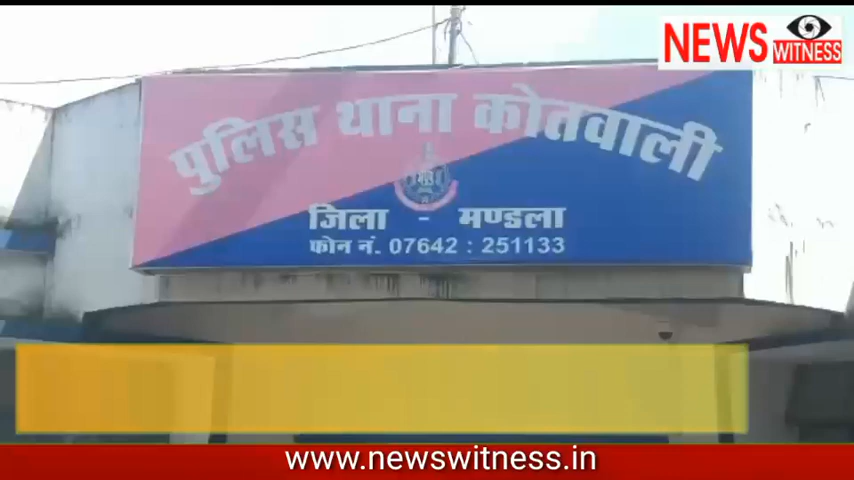 NEWS WITNESS
पुलिस थाना कोतवाली
जिला - मण्डला
फोन नं. 07642 : 251133
www.newswitness.in